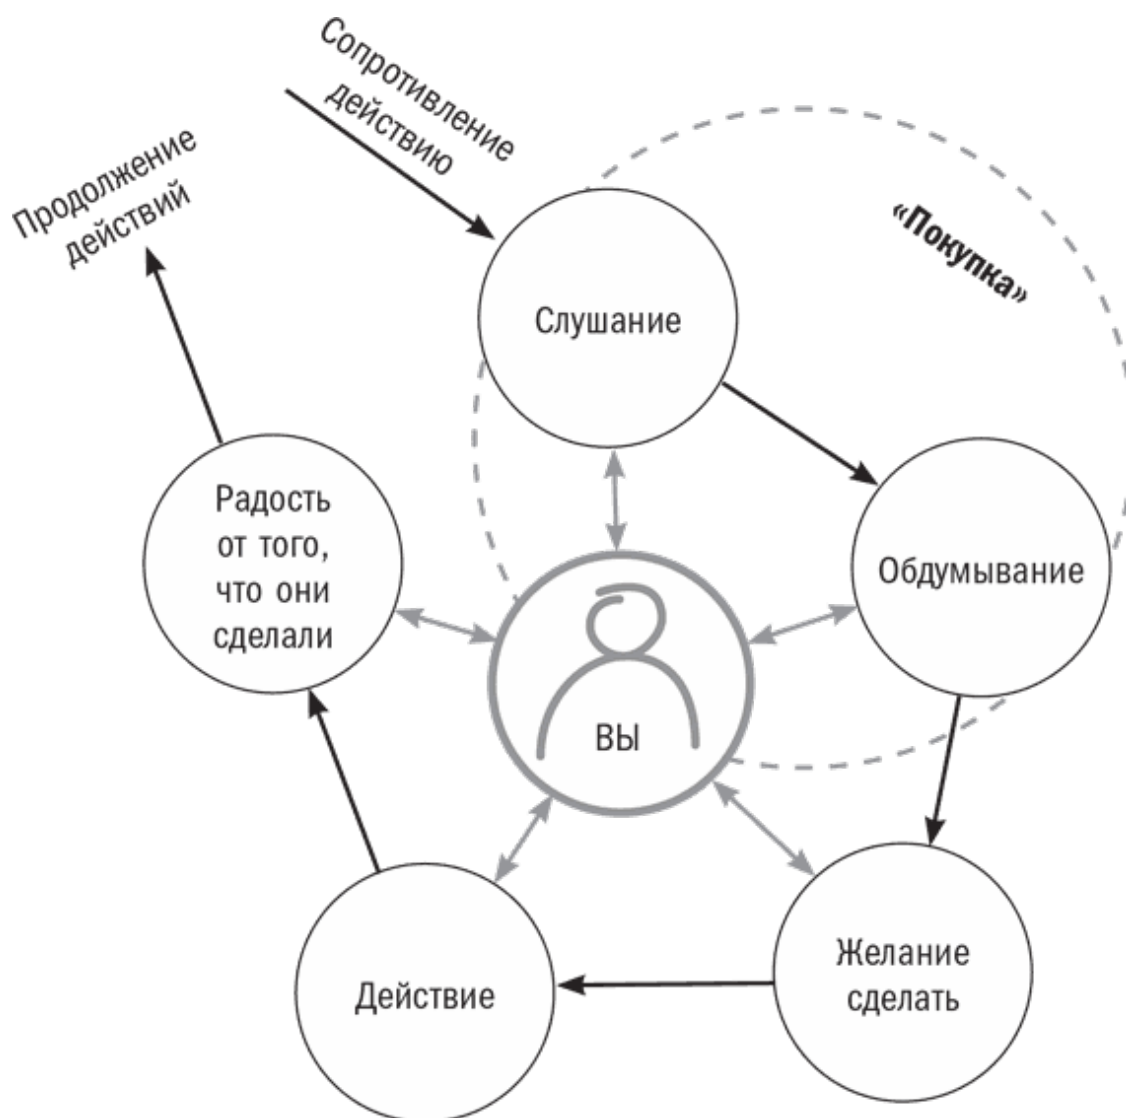 Сопротивление
действию
Продолжение
действий
«Покупка»
Слушание
Обдумывание
Радость
от того,
что они
сделали
ВЫ
Желание
сделать
Действие